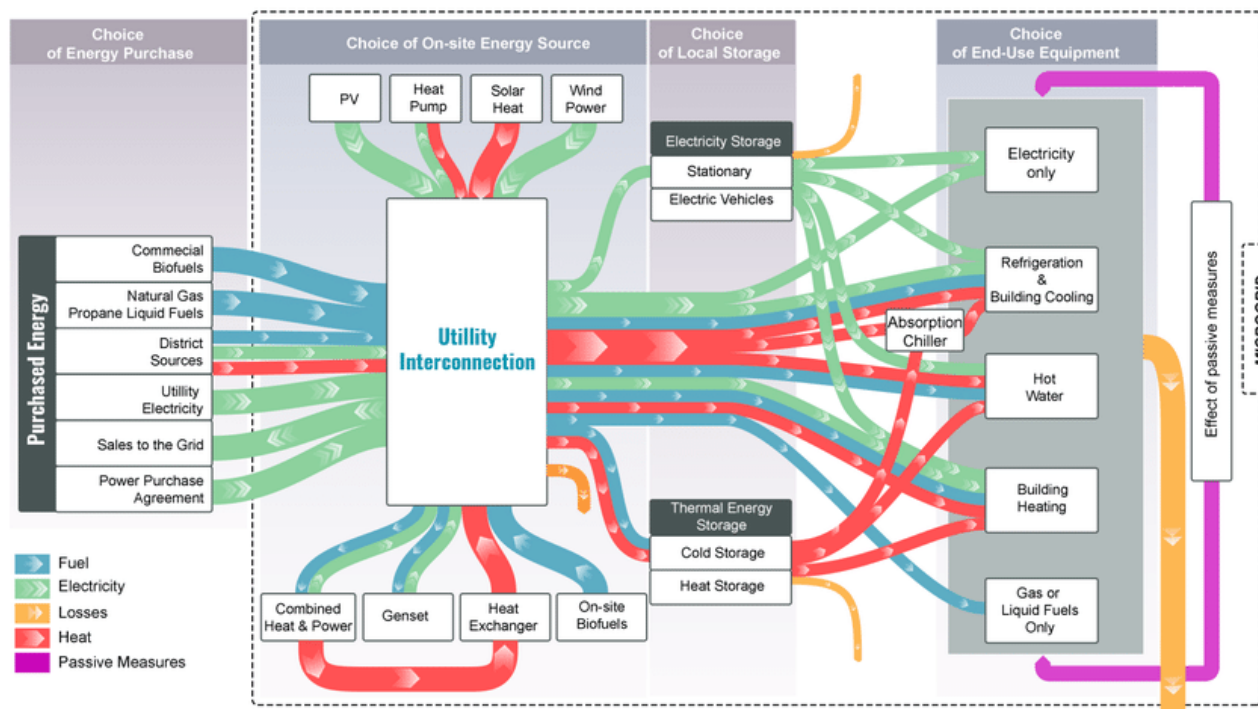 Choice
of Energy Purchase
Choice of On-site Energy Source
Choice
of Local Storage
Choice
of End-Use Equipment
PV
Heat
Pump
Solar
Heat
Wind
Power
Purchased Energy
Commecial
Biofuels
Natural Gas
Propane Liquid Fuels
District
Sources
Utillity
Electricity
Sales to the Grid
Power Purchase
Agreement
Utillity
Interconnection
Combined
Heat & Power
Genset
Heat
Exchanger
On-site
Biofuels
Electricity Storage
Stationary
Electric Vehicles
Thermal Energy
Storage
Cold Storage
Heat Storage
Absorption
Chiller
Electricity
only
Refrigeration
&
Building Cooling
Hot
Water
Building
Heating
Gas or
Liquid Fuels
Only
Effect of passive measures
Fuel
Electricity
Losses
Heat
Passive Measures